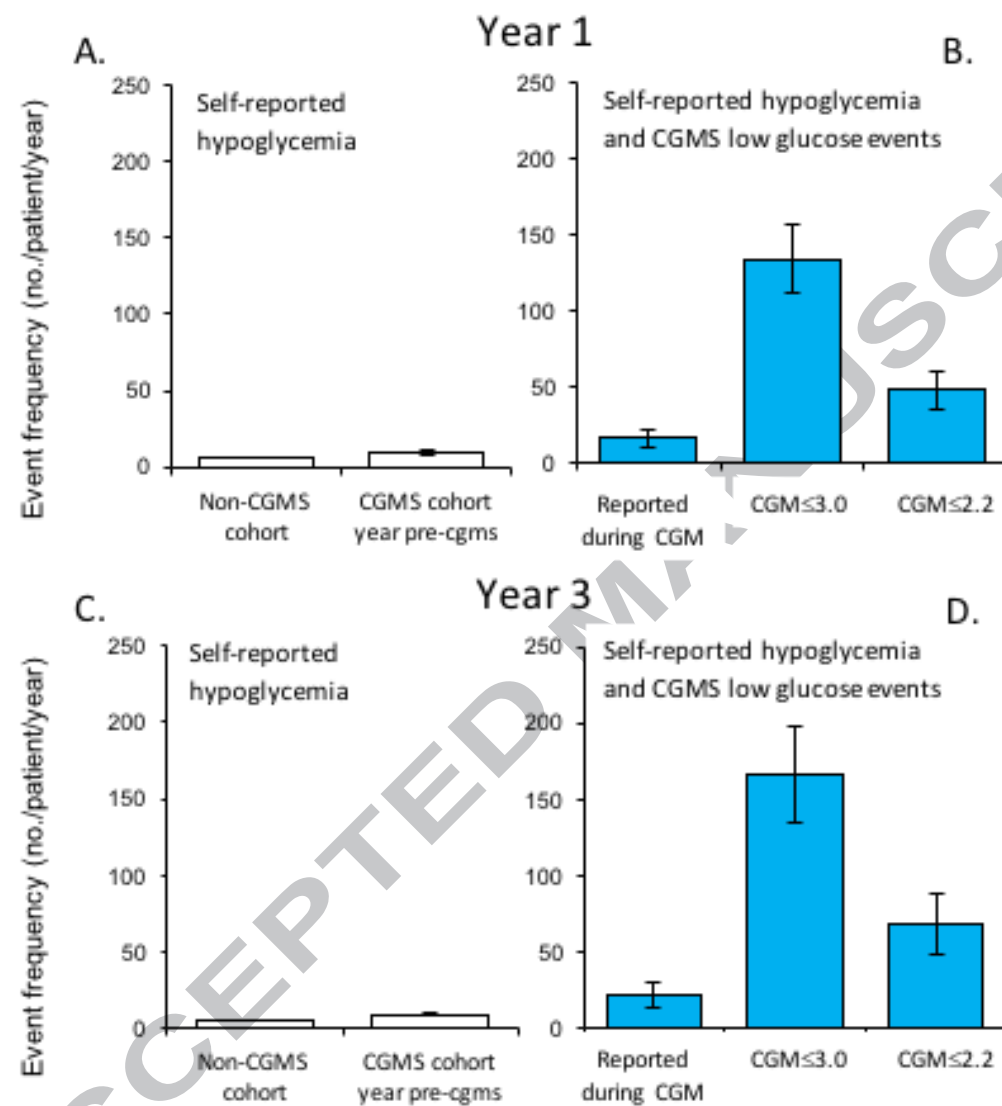 Year 1
A.
B.
Event frequency (no./patient/year)
250
200
150
100
50
0
Self-reported
hypoglycemia
Non-CGMS
cohort
CGMS cohort
year pre-cgms
250
200
150
100
50
0
Self-reported hypoglycemia
and CGMS low glucose events
Reported
during CGM
CGM≤3.0
CGM≤2.2
Year 3
C.
D.
Event frequency (no./patient/year)
250
200
150
100
50
0
Self-reported
hypoglycemia
Non-CGMS
cohort
CGMS cohort
year pre-cgms
250
200
150
100
50
0
Self-reported hypoglycemia
and CGMS low glucose events
Reported
during CGM
CGM≤3.0
CGM≤2.2